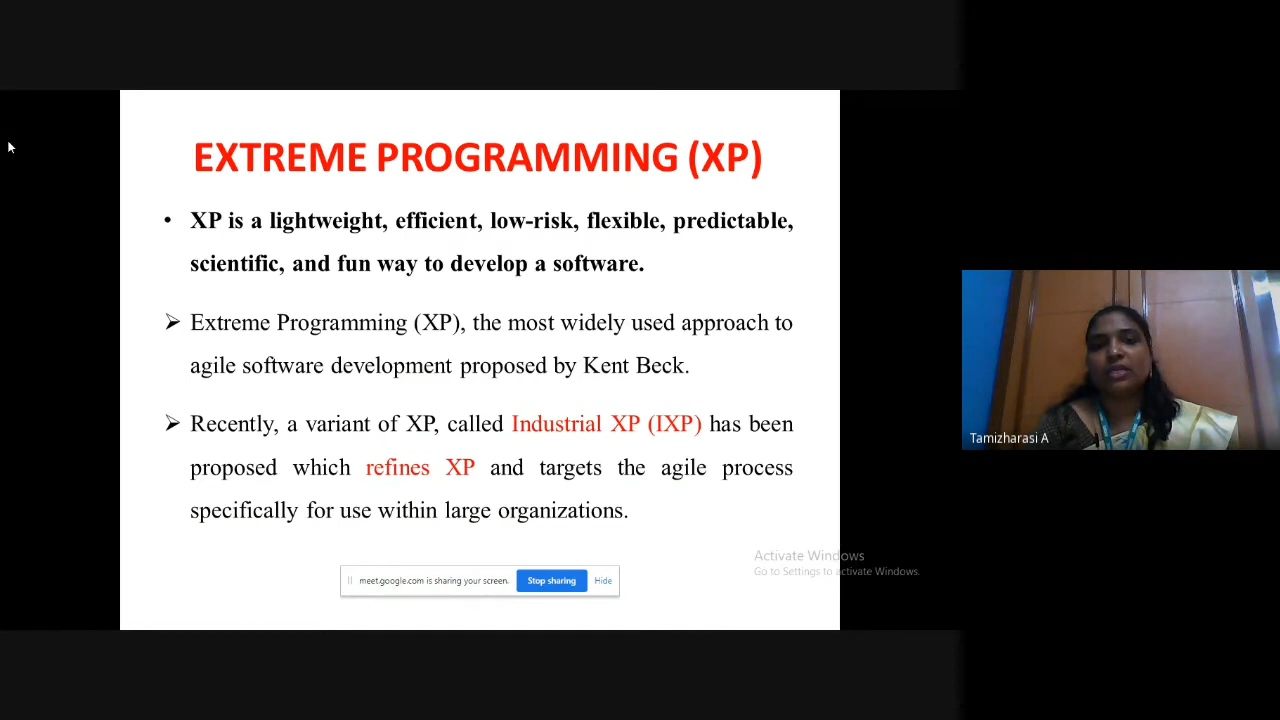 EXTREME PROGRAMMING (XP)
• XP is a lightweight, efficient, low-risk, flexible, predictable,
scientific, and fun way to develop a software.
➢ Extreme Programming (XP), the most widely used approach to
agile software development proposed by Kent Beck.
➢ Recently, a variant of XP, called Industrial XP (IXP) has been
proposed which refines XP and targets the agile process
specifically for use within large organizations.
meet.google.com is sharing your screen. Stop sharing Hide
Activate Windows
Go to Settings to activate Windows.
Tamizharasi A